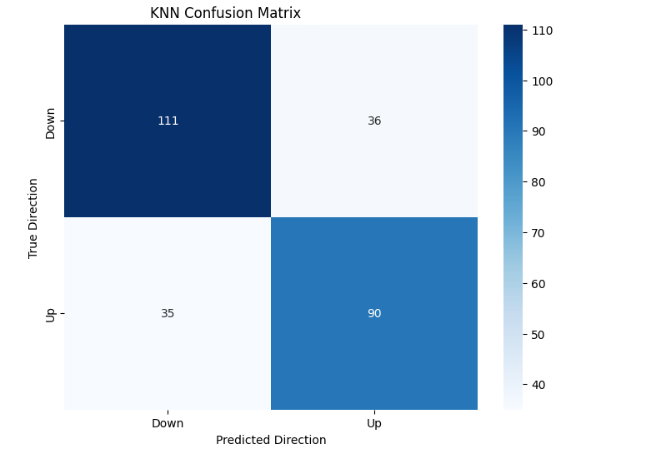 KNN Confusion Matrix
True Direction
Down
111
36
Up
35
90
Down
Up
Predicted Direction
110
100
90
80
70
60
50
40